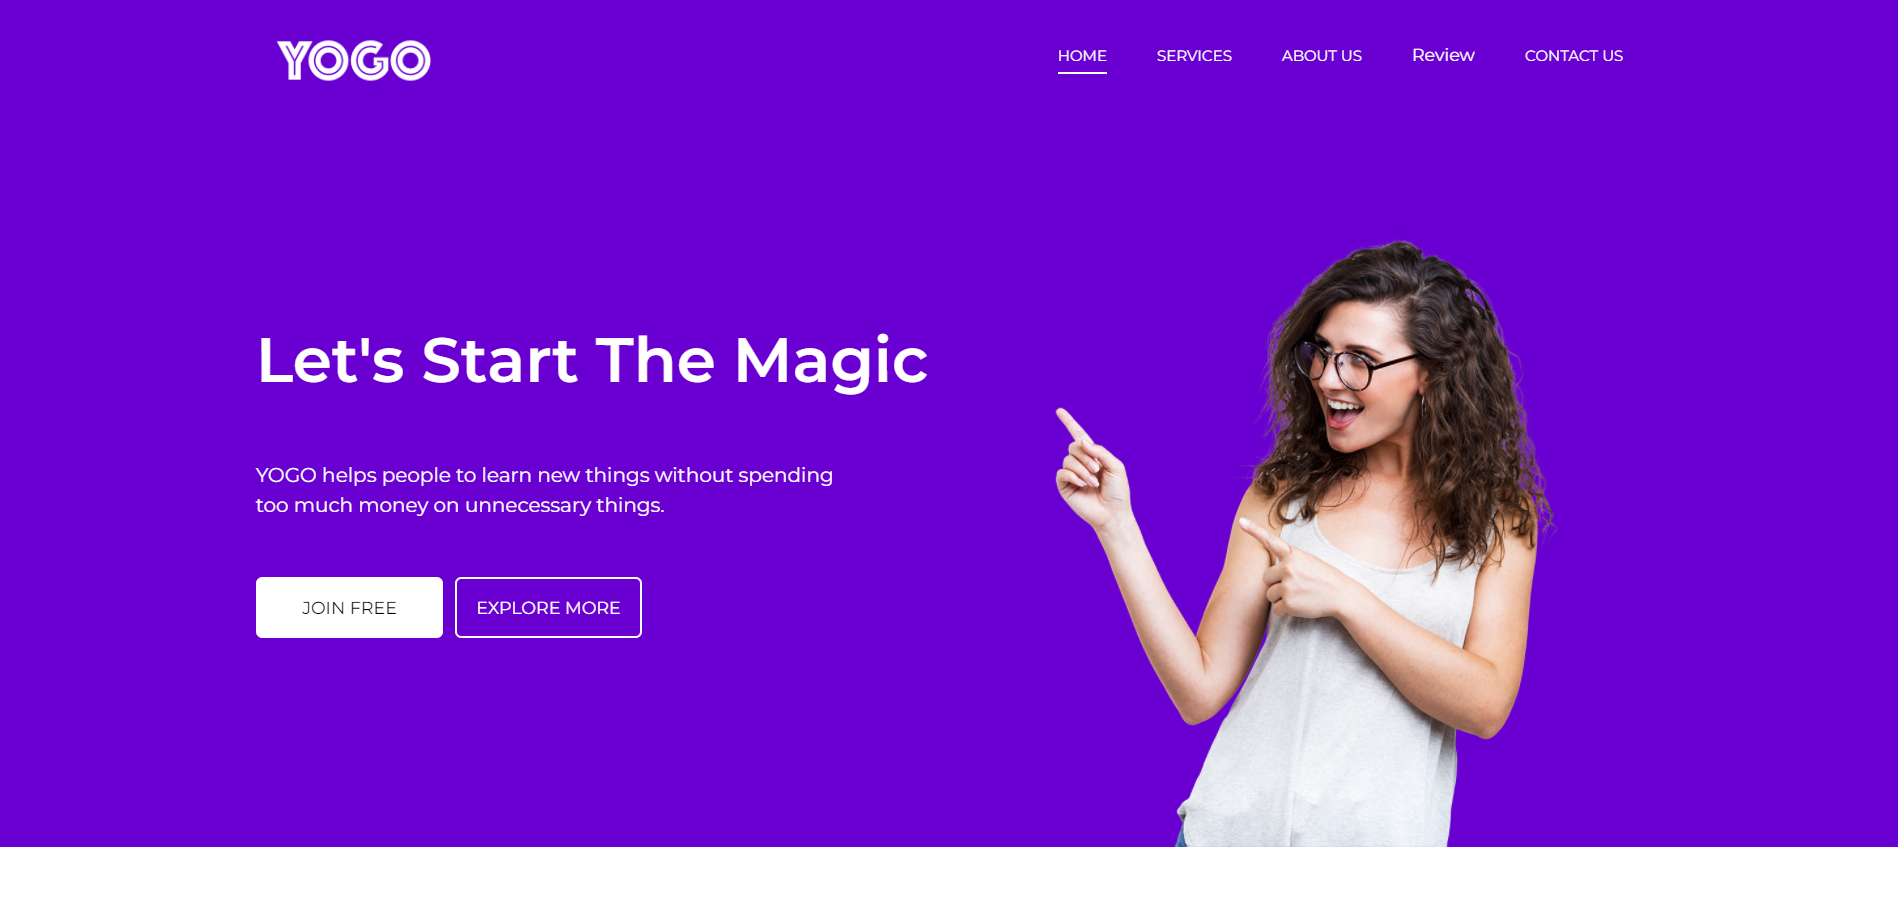 YOGO
HOME
SERVICES
ABOUT US
Review
CONTACT US
Let's Start The Magic
YOGO helps people to learn new things without spending
too much money on unnecessary things.
JOIN FREE
EXPLORE MORE